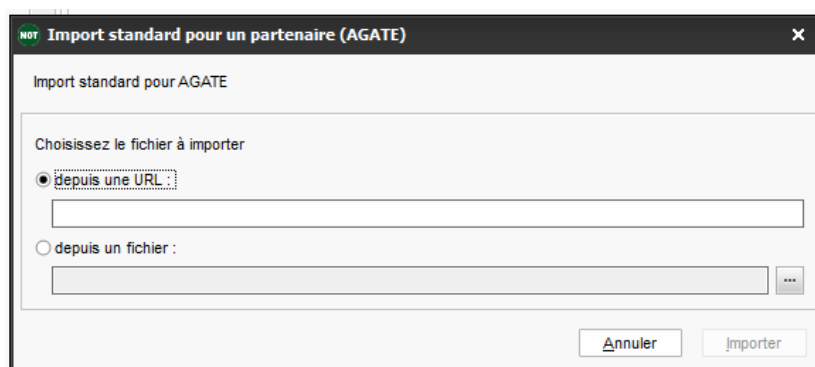 NOT Import standard pour un partenaire (AGATE)
Import standard pour AGATE
Choisissez le fichier à importer
depuis une URL :
depuis un fichier :
...
Annuler Importer